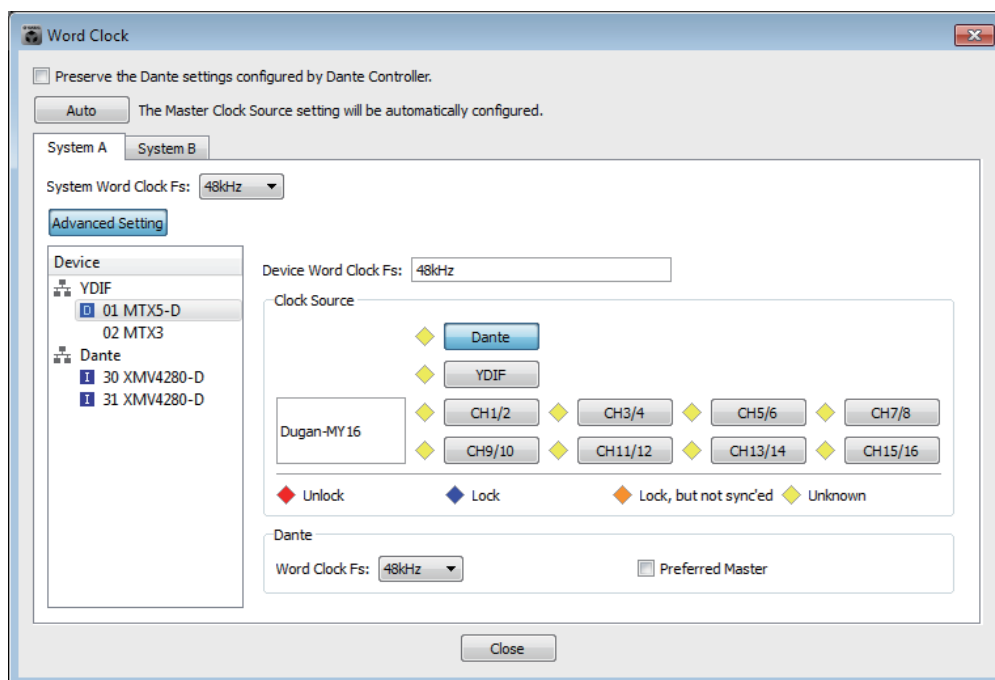 Word Clock
Preserve the Dante settings configured by Dante Controller.
Auto The Master Clock Source setting will be automatically configured.
System A System B
System Word Clock Fs: 48kHz
Advanced Setting
Device
YDIF
D 01 MTX5-D
02 MTX3
Dante
I 30 XMV4280-D
I 31 XMV4280-D
Device Word Clock Fs: 48kHz
Clock Source
Dante
YDIF
Dugan-MY16
CH1/2 CH3/4 CH5/6 CH7/8
CH9/10 CH11/12 CH13/14 CH15/16
Unlock Lock Lock, but not sync'ed Unknown
Dante
Word Clock Fs: 48kHz Preferred Master
Close